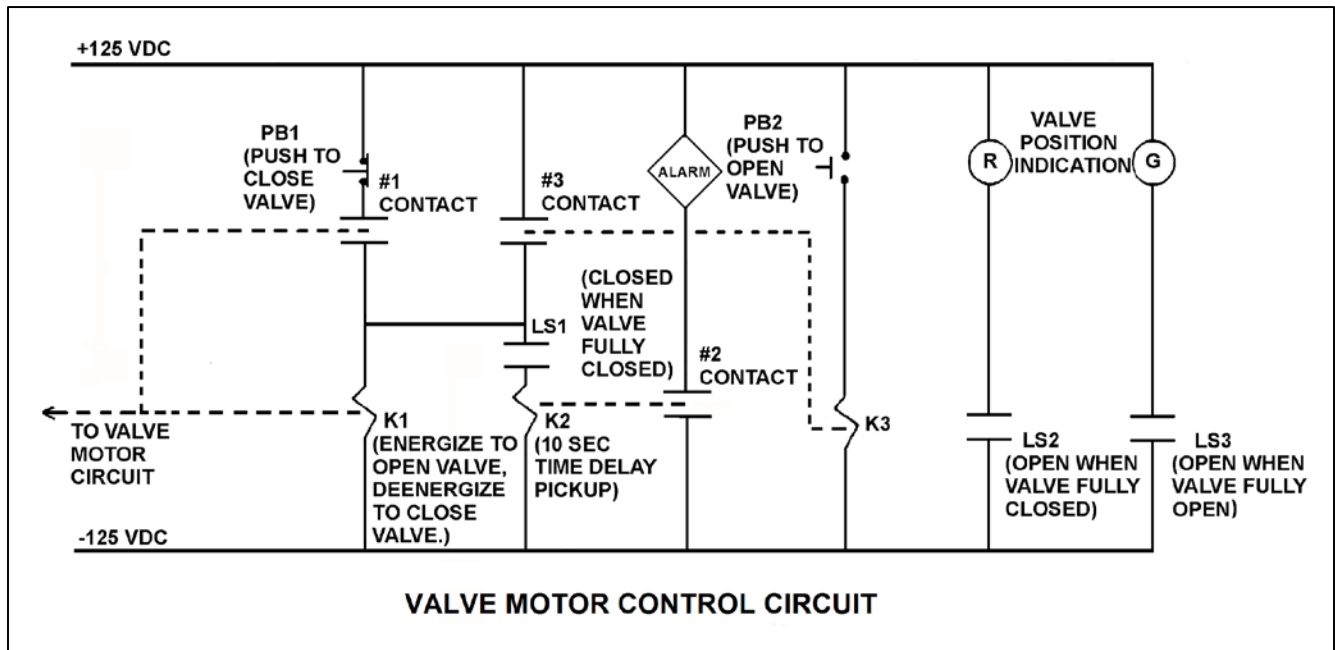 +125 VDC
PB1
(PUSH TO
CLOSE
VALVE)
#1
CONTACT
#3
CONTACT
ALARM
PB2
(PUSH TO
OPEN
VALVE)
R
VALVE
POSITION
INDICATION
G
(CLOSED
WHEN
VALVE
FULLY
CLOSED)
LS1
#2
CONTACT
TO VALVE
MOTOR
CIRCUIT
K1
(ENERGIZE TO
OPEN VALVE,
DEENERGIZE
TO CLOSE
VALVE.)
K2
(10 SEC
TIME DELAY
PICKUP)
K3
LS2
(OPEN WHEN
VALVE FULLY
CLOSED)
LS3
(OPEN WHEN
VALVE FULLY
OPEN)
-125 VDC
VALVE MOTOR CONTROL CIRCUIT